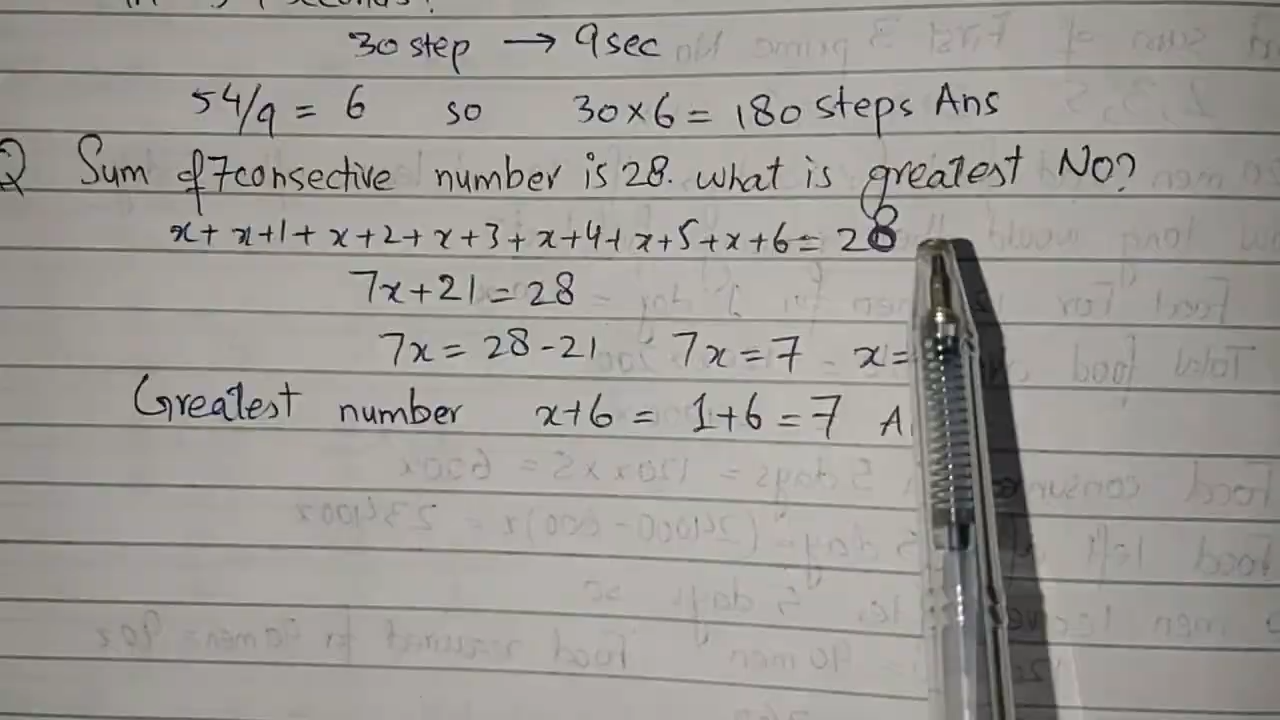 30 step → 9 sec
54/9 = 6 so 30×6 = 180 steps Ans
Q Sum of 7 consective number is 28. what is greatest No?
x+ x+1+ x+2+ x+3+ x+4+ x+5+ x+6 = 28
7x+21 = 28
7x = 28-21 7x = 7 x=
Greatest number x+6 = 1+6 = 7 A